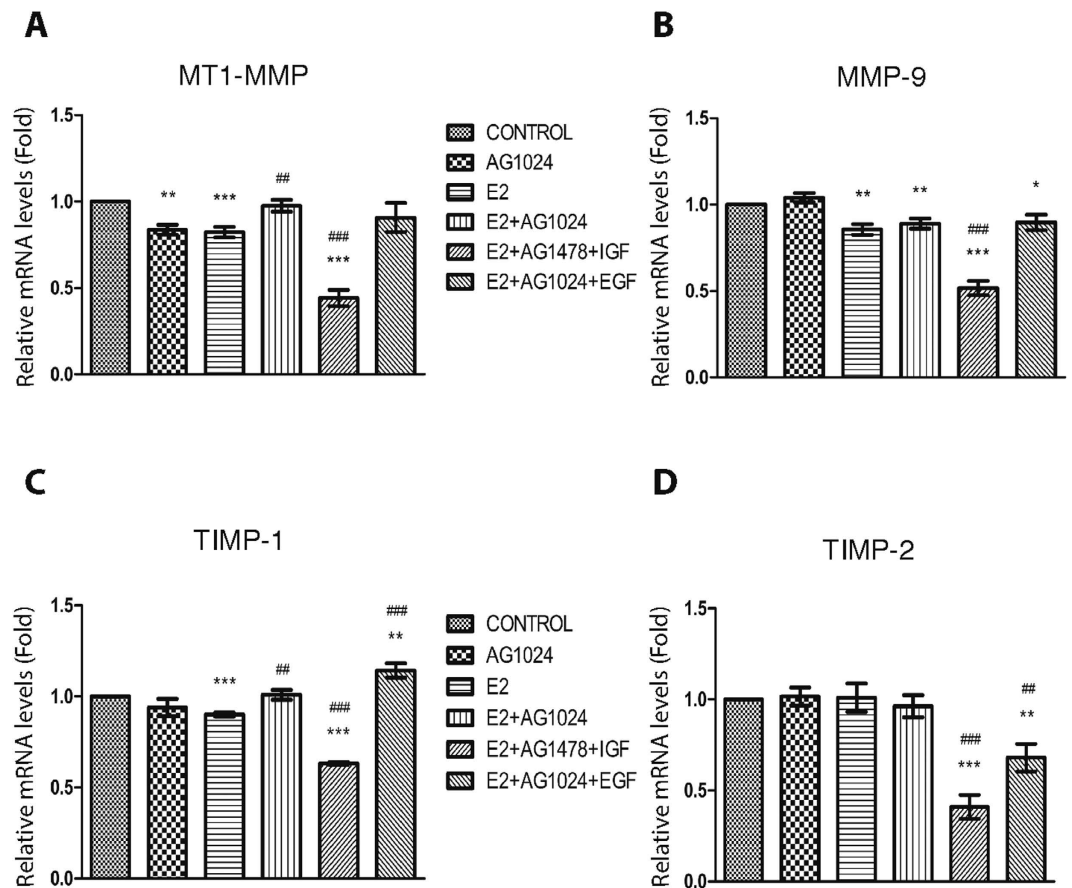 A
MT1-MMP
Relative mRNA levels (Fold)
1.5
1.0
0.5
0.0
**
***
##
###
***
CONTROL
AG1024
E2
E2+AG1024
E2+AG1478+IGF
E2+AG1024+EGF
B
MMP-9
Relative mRNA levels (Fold)
1.5
1.0
0.5
0.0
**
**
###
***
*
C
TIMP-1
Relative mRNA levels (Fold)
1.5
1.0
0.5
0.0
***
##
###
***
###
**
CONTROL
AG1024
E2
E2+AG1024
E2+AG1478+IGF
E2+AG1024+EGF
D
TIMP-2
Relative mRNA levels (Fold)
1.5
1.0
0.5
0.0
###
***
##
**